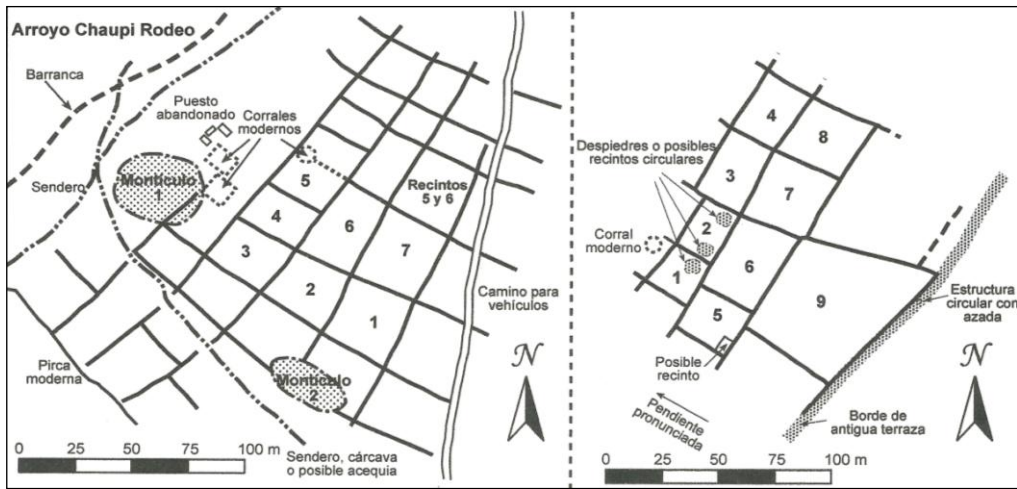 Arroyo Chaupi Rodeo
Barranca
Puesto
abandonado
Corrales
modernos
Sendero
Montículo
1
5
4
3
6
2
7
1
Recintos
5 y 6
Camino para
vehículos
Pirca
moderna
Montículo
2
Sendero, cárcava
o posible acequia
N
0 25 50 75 100 m
4
8
Despiedres o posibles
recintos circulares
3
7
2
Corral
moderno
1
6
5
9
Estructura
circular con
azada
Posible
recinto
Pendiente
pronunciada
Borde de
antigua terraza
N
0 25 50 75 100 m